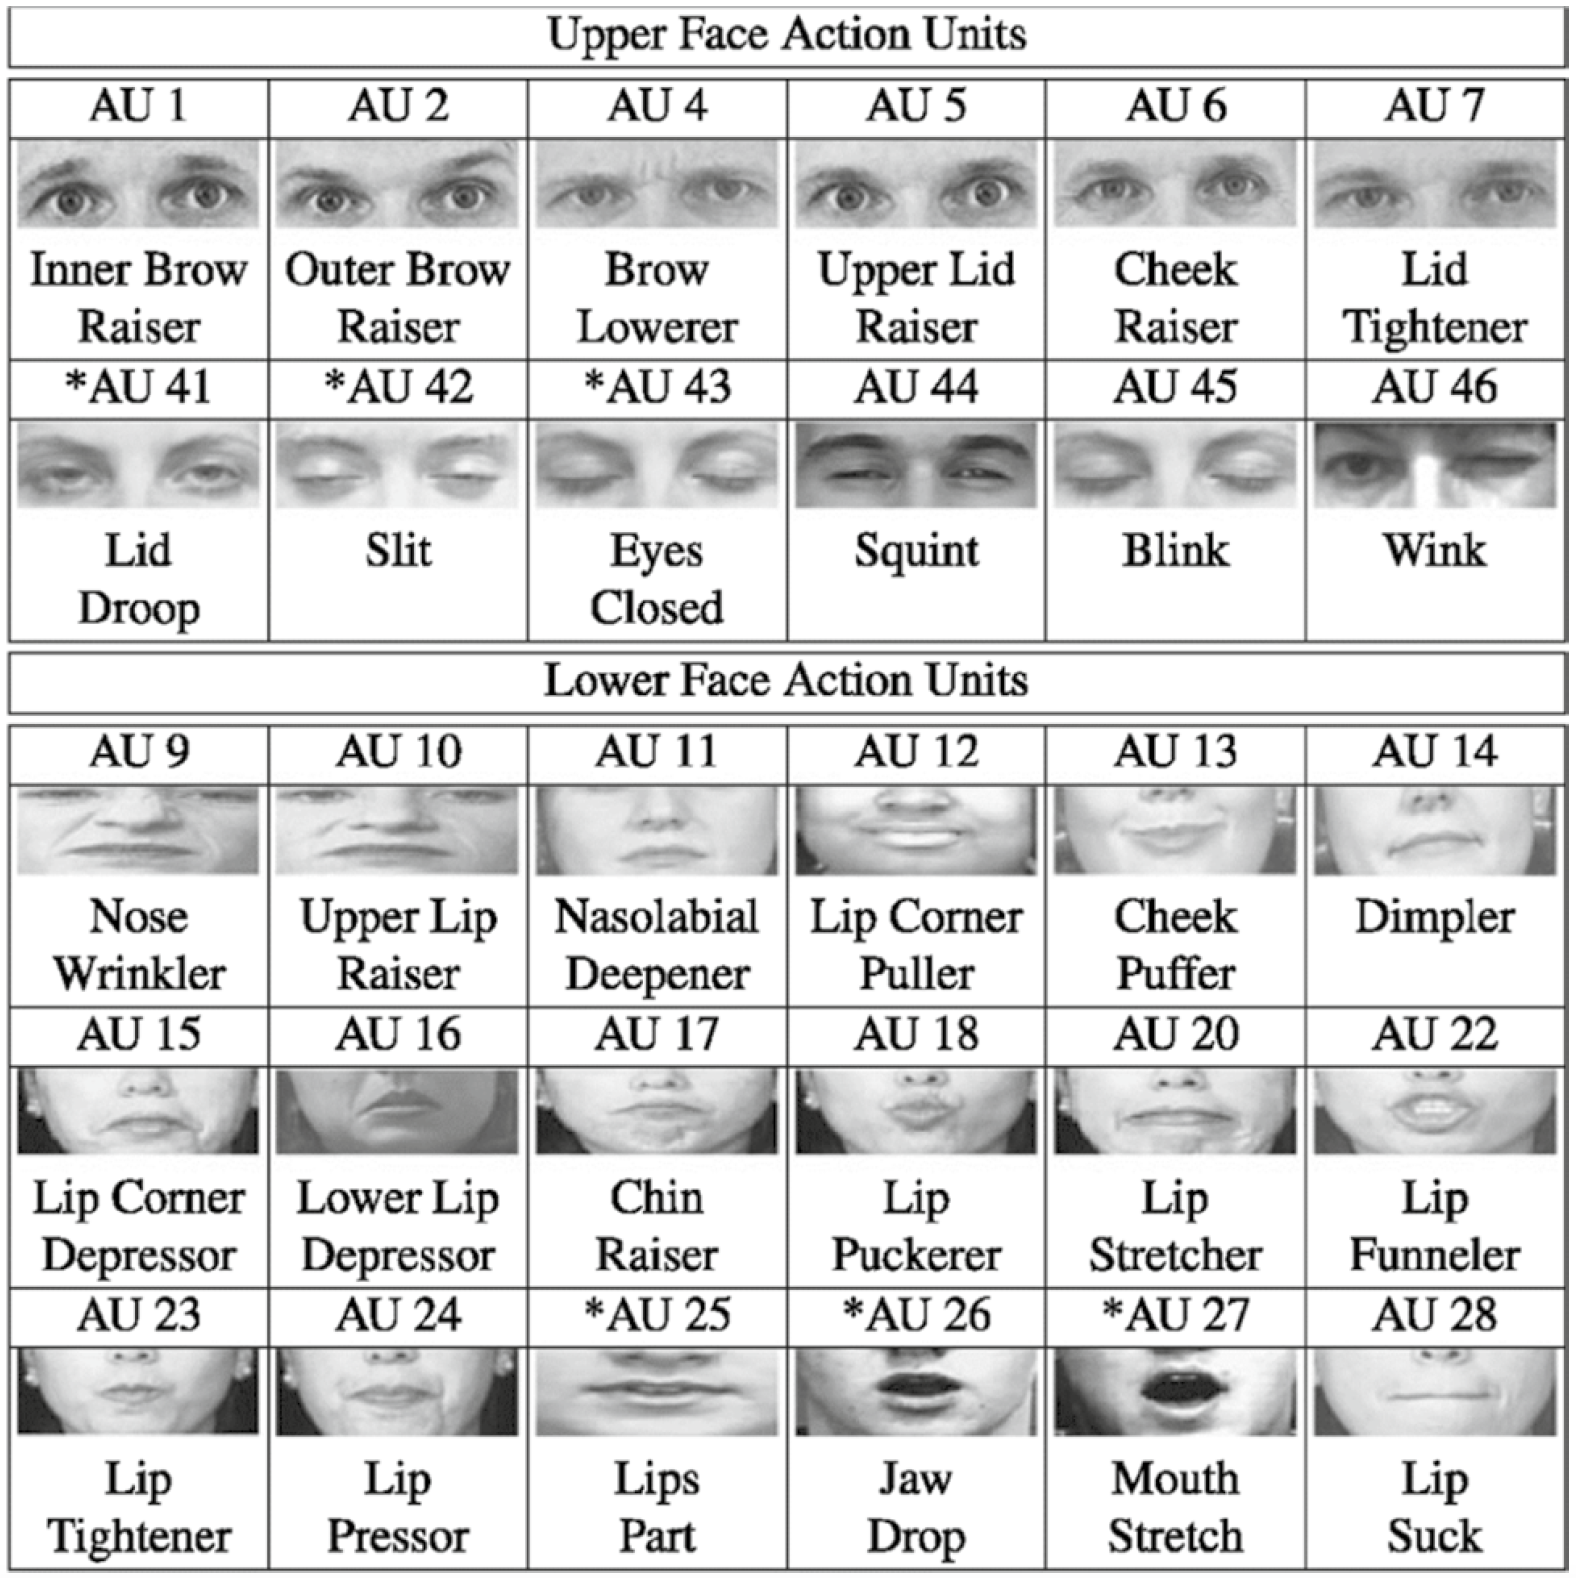 Upper Face Action Units
AU 1 AU 2 AU 4 AU 5 AU 6 AU 7
Inner Brow Outer Brow Brow Upper Lid Cheek Lid
Raiser Raiser Lowerer Raiser Raiser Tightener
*AU 41 *AU 42 *AU 43 AU 44 AU 45 AU 46
Lid Slit Eyes Squint Blink Wink
Droop Closed
Lower Face Action Units
AU 9 AU 10 AU 11 AU 12 AU 13 AU 14
Nose Upper Lip Nasolabial Lip Corner Cheek Dimpler
Wrinkler Raiser Deepener Puller Puffer
AU 15 AU 16 AU 17 AU 18 AU 20 AU 22
Lip Corner Lower Lip Chin Lip Lip Lip
Depressor Depressor Raiser Puckerer Stretcher Funneler
AU 23 AU 24 *AU 25 *AU 26 *AU 27 AU 28
Lip Lip Lips Jaw Mouth Lip
Tightener Pressor Part Drop Stretch Suck